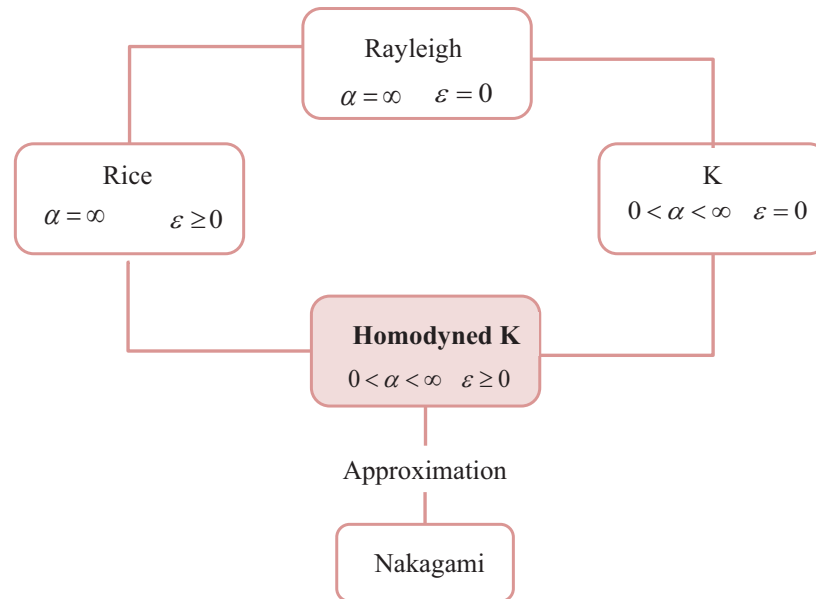 Rayleigh
α = ∞ ε = 0
Rice
α = ∞ ε ≥ 0
K
0 < α < ∞ ε = 0
Homodyned K
0 < α < ∞ ε ≥ 0
Approximation
Nakagami